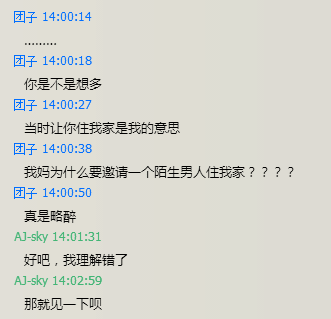 团子 14:00:14
………
团子 14:00:18
你是不是想多
团子 14:00:27
当时让你住我家是我的意思
团子 14:00:38
我妈为什么要邀请一个陌生男人住我家？？？？
团子 14:00:50
真是略醉
AJ-sky 14:01:31
好吧，我理解错了
AJ-sky 14:02:59
那就见一下呗